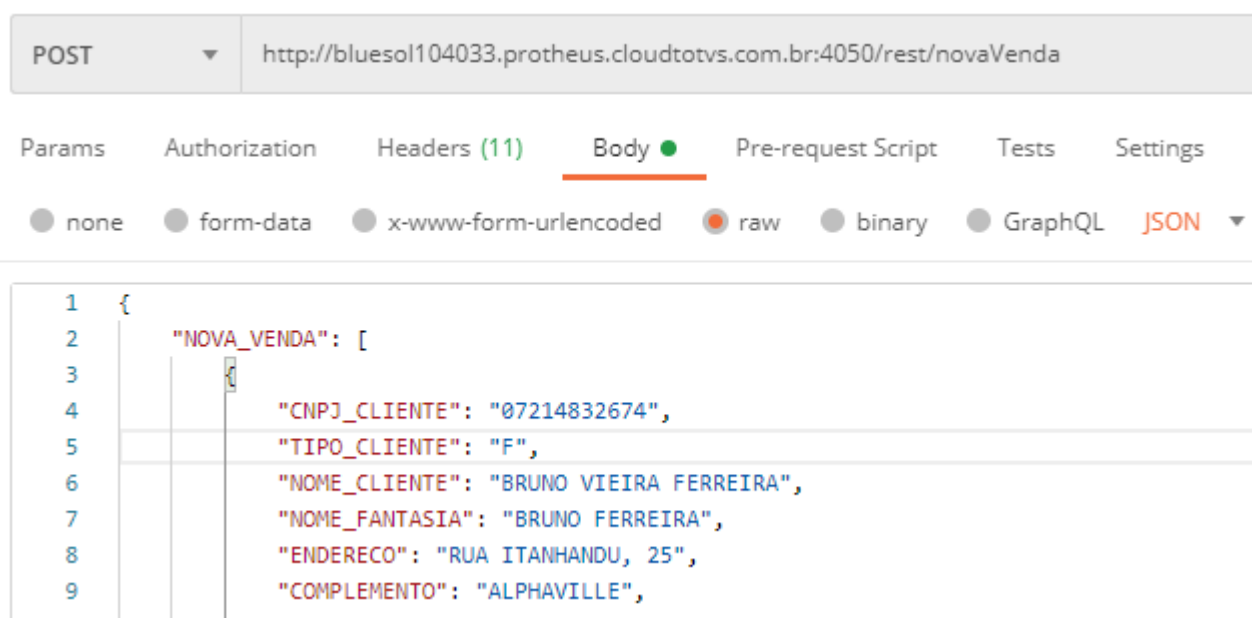 POST http://bluesol104033.protheus.cloudtotvs.com.br:4050/rest/novaVenda
Params Authorization Headers (11) Body Pre-request Script Tests Settings
none form-data x-www-form-urlencoded raw binary GraphQL JSON
1 {
2 "NOVA_VENDA": [
3 {
4 "CNPJ_CLIENTE": "07214832674",
5 "TIPO_CLIENTE": "F",
6 "NOME_CLIENTE": "BRUNO VIEIRA FERREIRA",
7 "NOME_FANTASIA": "BRUNO FERREIRA",
8 "ENDERECO": "RUA ITANHANDU, 25",
9 "COMPLEMENTO": "ALPHAVILLE",